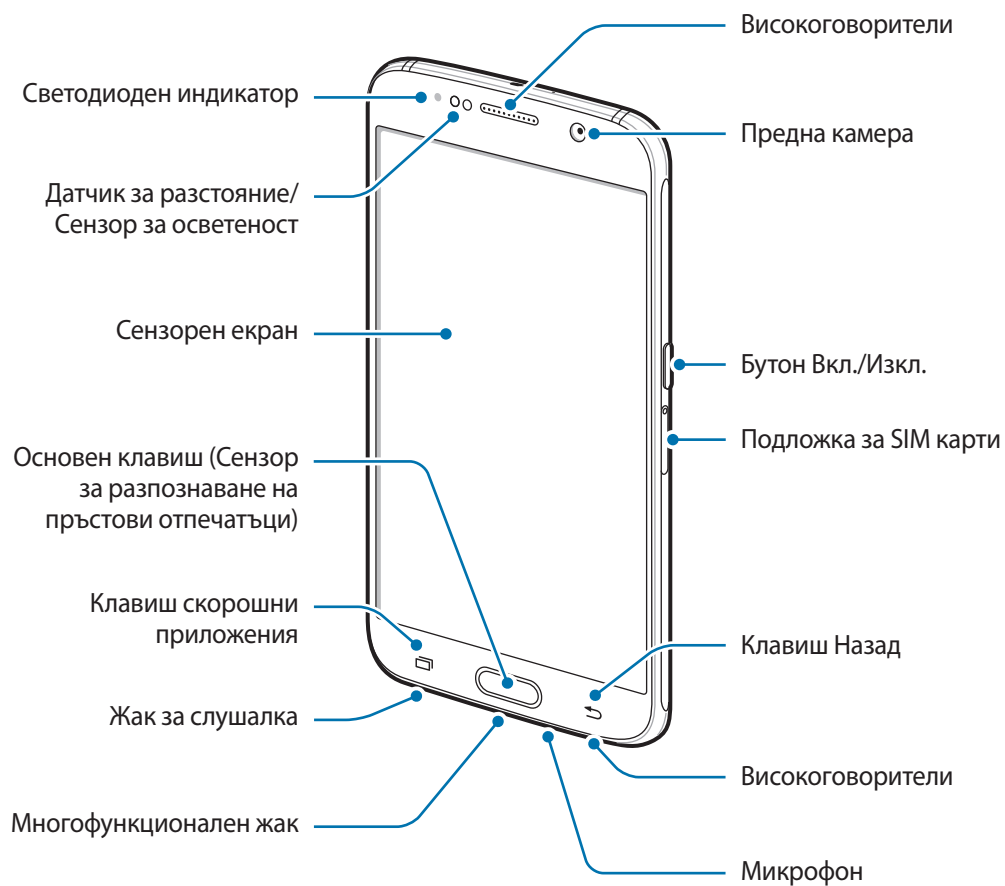 Високоговорители
Светодиоден индикатор
Предна камера
Датчик за разстояние/
Сензор за осветеност
Сензорен екран
Бутон Вкл./Изкл.
Подложка за SIM карти
Основен клавиш (Сензор
за разпознаване на
пръстови отпечатъци)
Клавиш скорошни
приложения
Клавиш Назад
Жак за слушалка
Високоговорители
Многофункционален жак
Микрофон